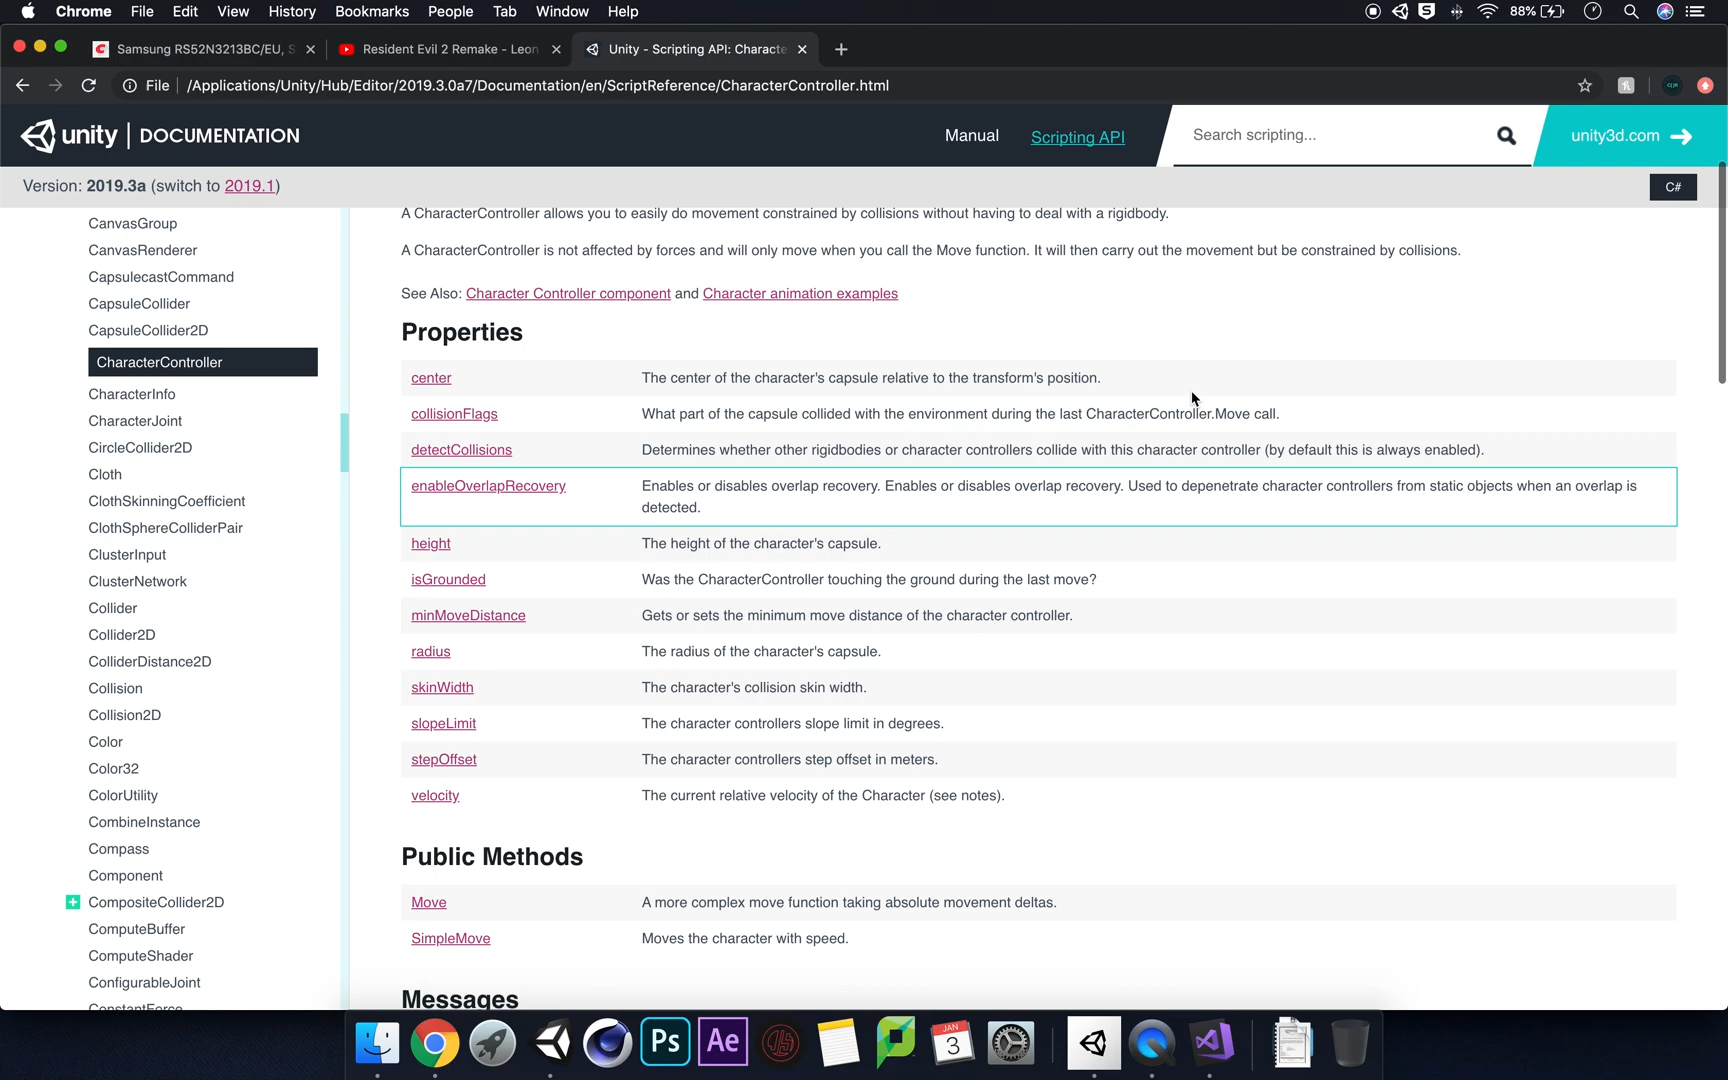 Chrome File Edit View History Bookmarks People Tab Window Help 88%
Samsung RS52N3213BC/EU, S Resident Evil 2 Remake - Leon Unity - Scripting API: Characte
File /Applications/Unity/Hub/Editor/2019.3.0a7/Documentation/en/ScriptReference/CharacterController.html
unity DOCUMENTATION Manual Scripting API Search scripting... unity3d.com
Version: 2019.3a (switch to 2019.1) C#
CanvasGroup
CanvasRenderer
CapsulecastCommand
CapsuleCollider
CapsuleCollider2D
CharacterController
CharacterInfo
CharacterJoint
CircleCollider2D
Cloth
ClothSkinningCoefficient
ClothSphereColliderPair
ClusterInput
ClusterNetwork
Collider
Collider2D
ColliderDistance2D
Collision
Collision2D
Color
Color32
ColorUtility
CombineInstance
Compass
Component
CompositeCollider2D
ComputeBuffer
ComputeShader
ConfigurableJoint
ConstantForce
A CharacterController allows you to easily do movement constrained by collisions without having to deal with a rigidbody.
A CharacterController is not affected by forces and will only move when you call the Move function. It will then carry out the movement but be constrained by collisions.
See Also: Character Controller component and Character animation examples
Properties
center The center of the character's capsule relative to the transform's position.
collisionFlags What part of the capsule collided with the environment during the last CharacterController.Move call.
detectCollisions Determines whether other rigidbodies or character controllers collide with this character controller (by default this is always enabled).
enableOverlapRecovery Enables or disables overlap recovery. Enables or disables overlap recovery. Used to depenetrate character controllers from static objects when an overlap is
detected.
height The height of the character's capsule.
isGrounded Was the CharacterController touching the ground during the last move?
minMoveDistance Gets or sets the minimum move distance of the character controller.
radius The radius of the character's capsule.
skinWidth The character's collision skin width.
slopeLimit The character controllers slope limit in degrees.
stepOffset The character controllers step offset in meters.
velocity The current relative velocity of the Character (see notes).
Public Methods
Move A more complex move function taking absolute movement deltas.
SimpleMove Moves the character with speed.
Messages
Ps Ae JAN
3